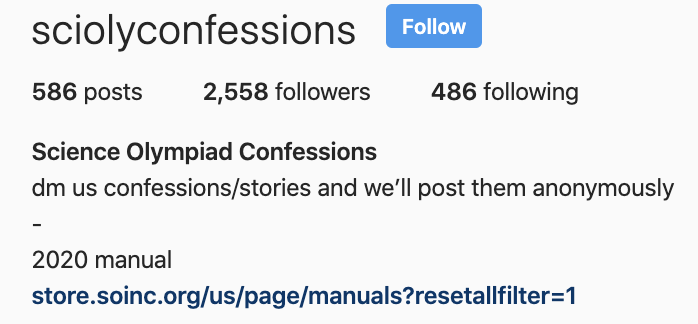 sciolyconfessions Follow
586 posts 2,558 followers 486 following
Science Olympiad Confessions
dm us confessions/stories and we’ll post them anonymously
-
2020 manual
store.soinc.org/us/page/manuals?resetallfilter=1